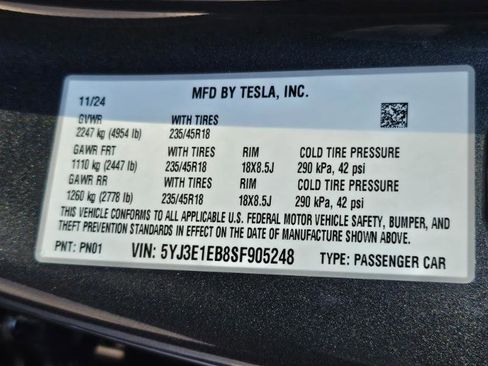 MFD BY TESLA, INC.
11/24
GVWR WITH TIRES
2247 kg (4954 lb) 235/45R18
GAWR FRT WITH TIRES RIM COLD TIRE PRESSURE
1110 kg (2447 lb) 235/45R18 18X8.5J 290 kPa, 42 psi
GAWR RR WITH TIRES RIM COLD TIRE PRESSURE
1260 kg (2778 lb) 235/45R18 18X8.5J 290 kPa, 42 psi
THIS VEHICLE CONFORMS TO ALL APPLICABLE U.S. FEDERAL MOTOR VEHICLE SAFETY, BUMPER, AND
THEFT PREVENTION STANDARDS IN EFFECT ON THE DATE OF MANUFACTURE SHOWN ABOVE.
PNT: PN01 VIN: 5YJ3E1EB8SF905248 TYPE: PASSENGER CAR